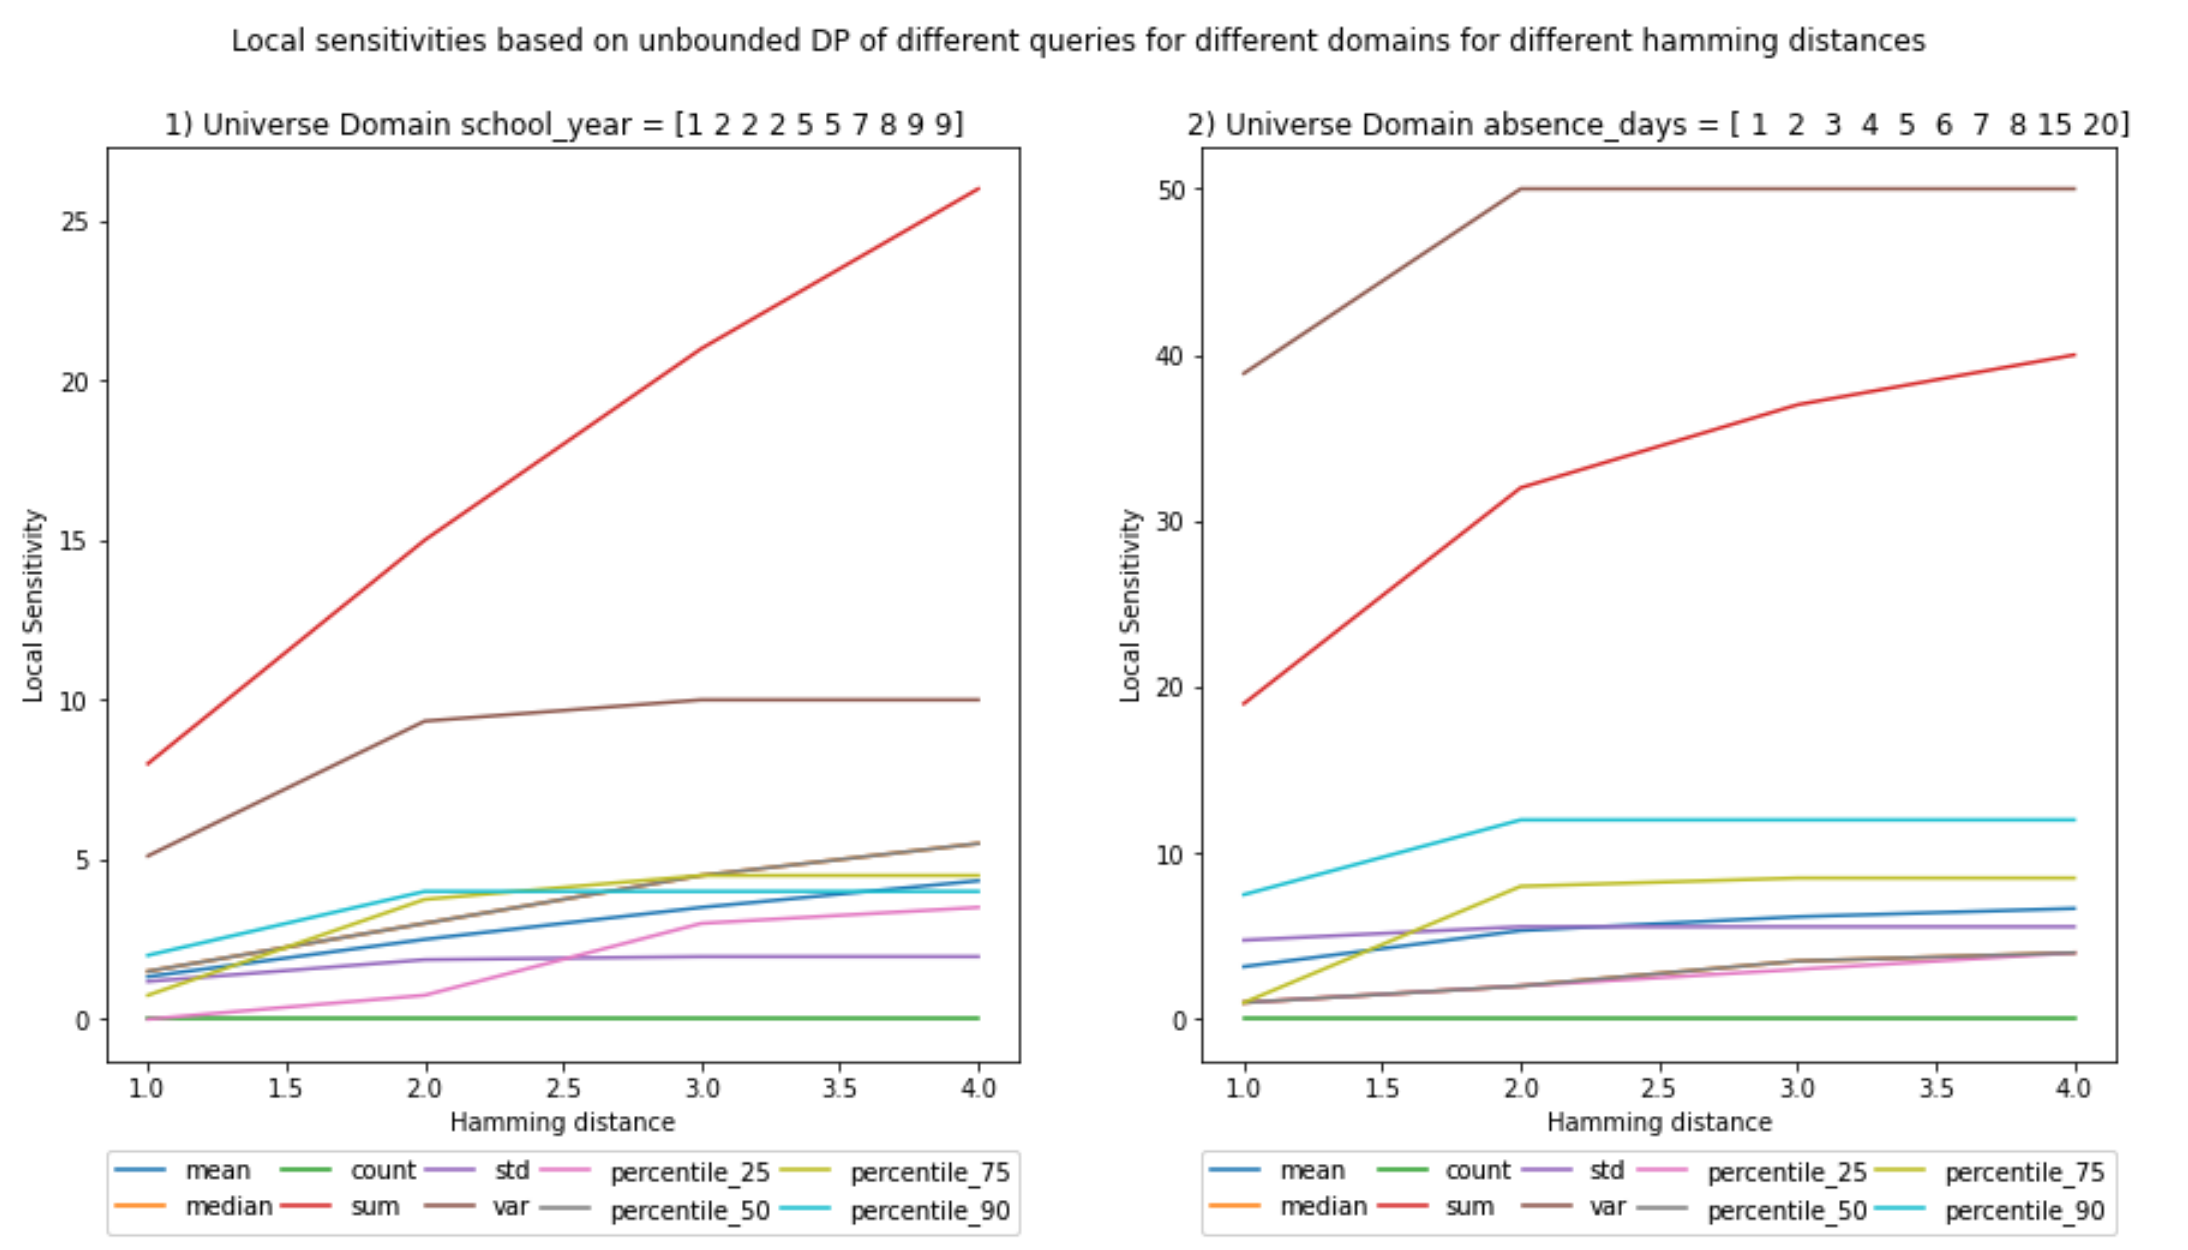 Local sensitivities based on unbounded DP of different queries for different domains for different hamming distances
1) Universe Domain school_year = [1 2 2 2 5 5 7 8 9 9]
25
20
15
10
5
0
Local Sensitivity
1.0 1.5 2.0 2.5 3.0 3.5 4.0
Hamming distance
mean count std percentile_25 percentile_75
median sum var percentile_50 percentile_90
2) Universe Domain absence_days = [ 1 2 3 4 5 6 7 8 15 20]
50
40
30
20
10
0
Local Sensitivity
1.0 1.5 2.0 2.5 3.0 3.5 4.0
Hamming distance
mean count std percentile_25 percentile_75
median sum var percentile_50 percentile_90